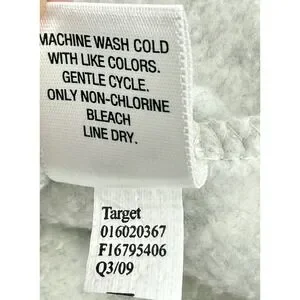 MACHINE WASH COLD
WITH LIKE COLORS.
GENTLE CYCLE.
ONLY NON-CHLORINE
BLEACH
LINE DRY.
Target
016020367
F16795406
Q3/09